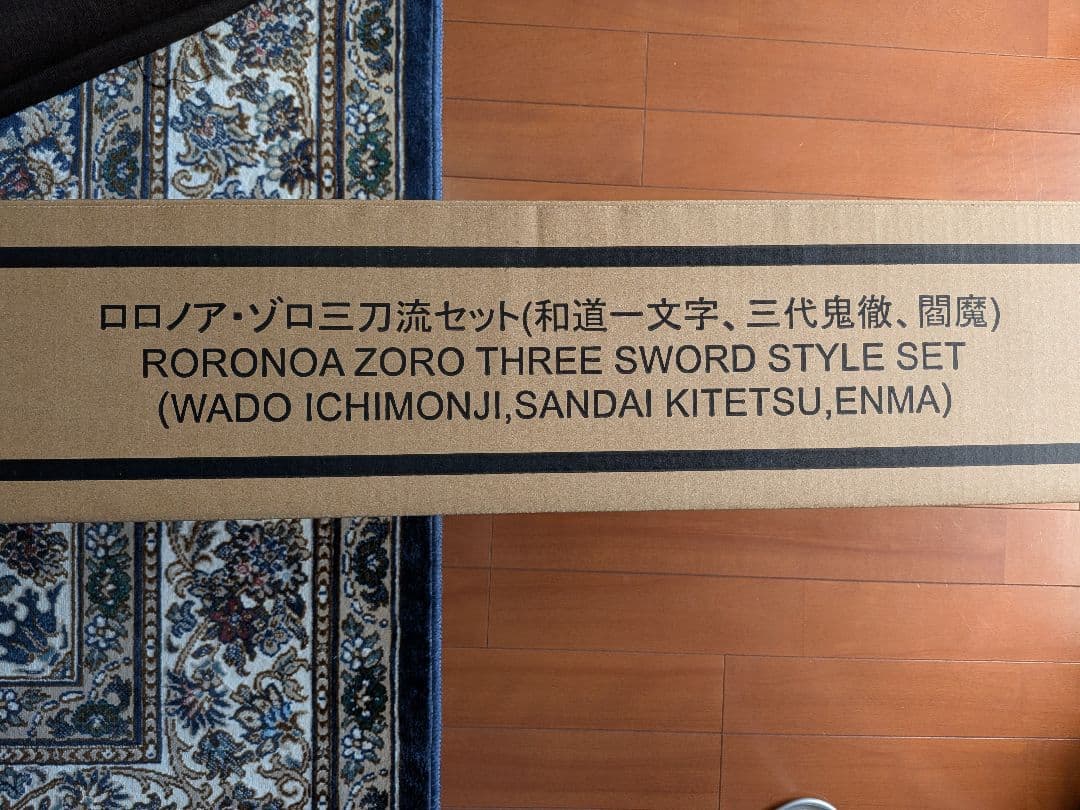 ロロノア・ゾロ三刀流セット(和道一文字、三代鬼徹、閻魔)
RORONOA ZORO THREE SWORD STYLE SET
(WADO ICHIMONJI,SANDAI KITETSU,ENMA)